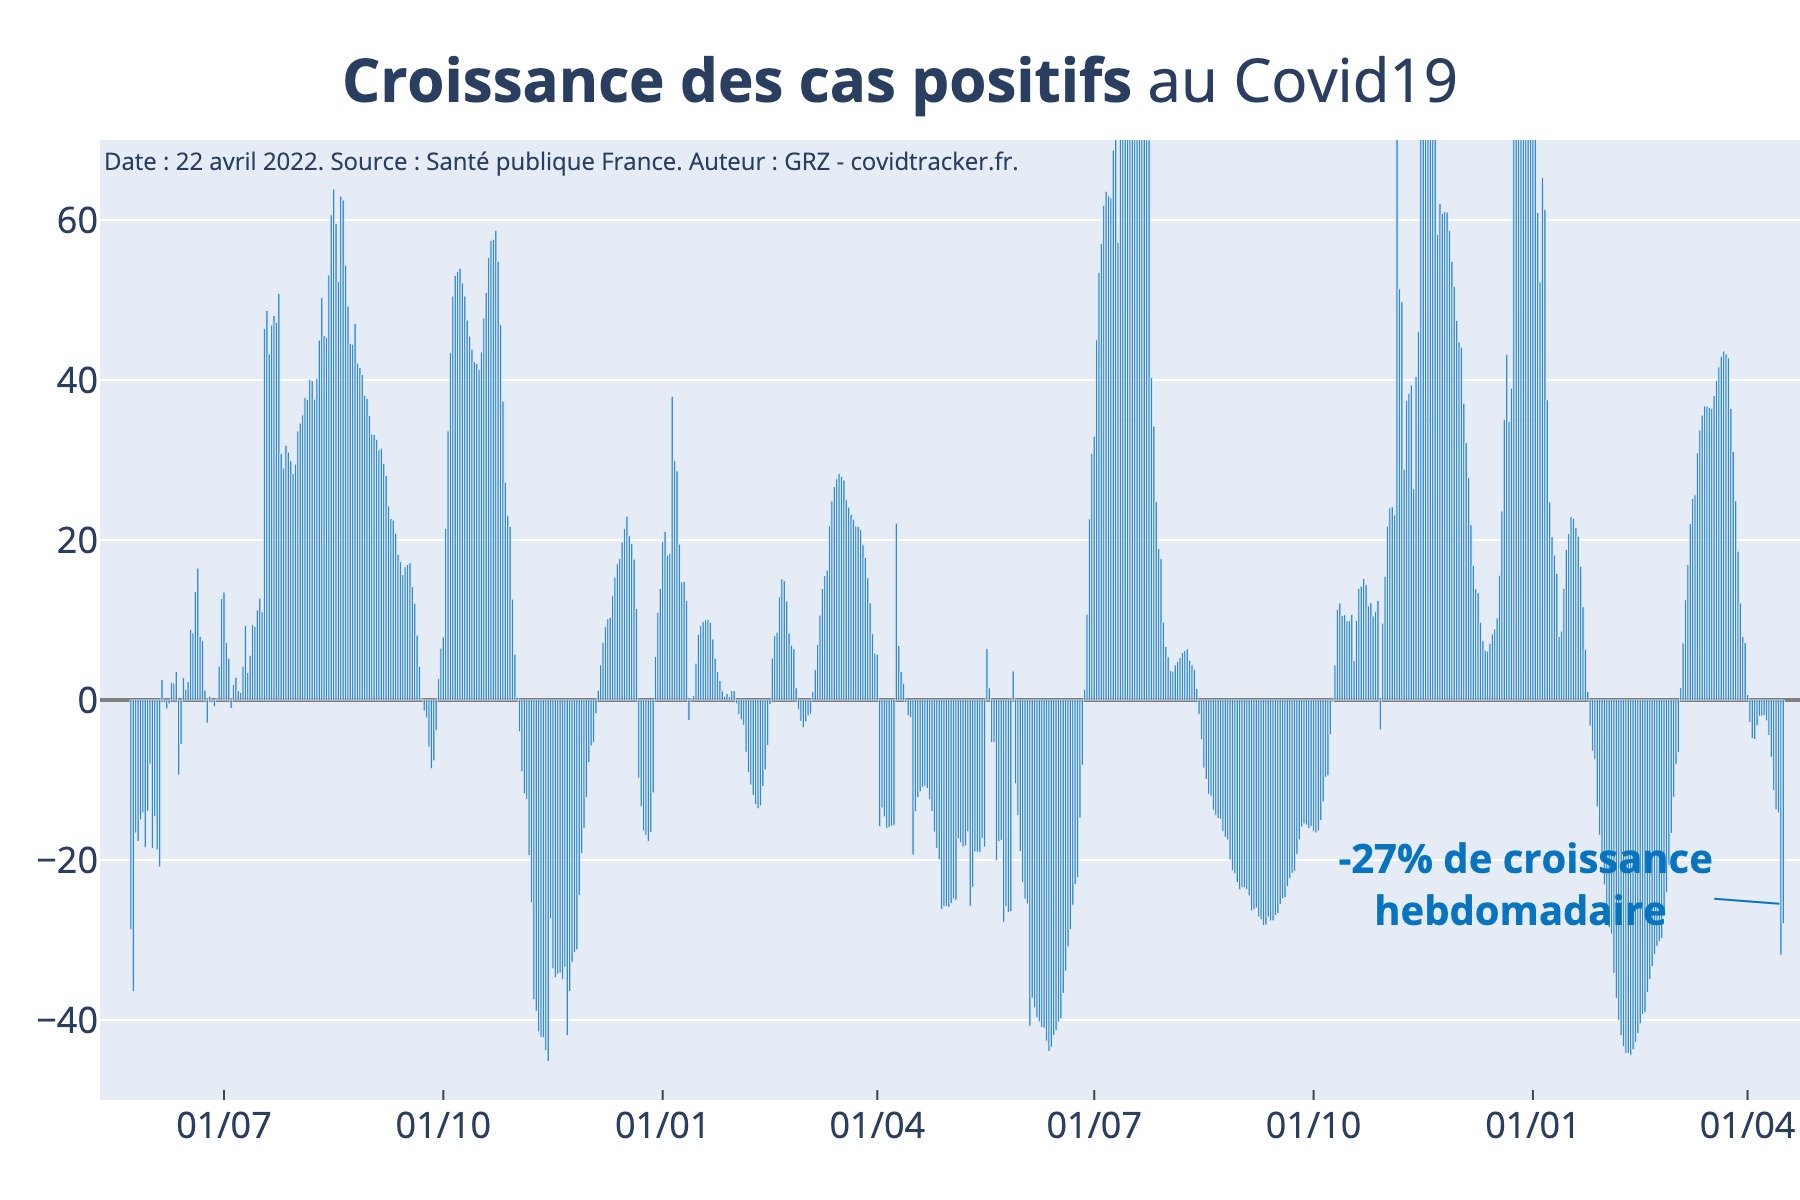 Croissance des cas positifs au Covid19
Date : 22 avril 2022. Source : Santé publique France. Auteur : GRZ - covidtracker.fr.
60
40
20
0
−20
−40
-27% de croissance
hebdomadaire
01/07 01/10 01/01 01/04 01/07 01/10 01/01 01/04